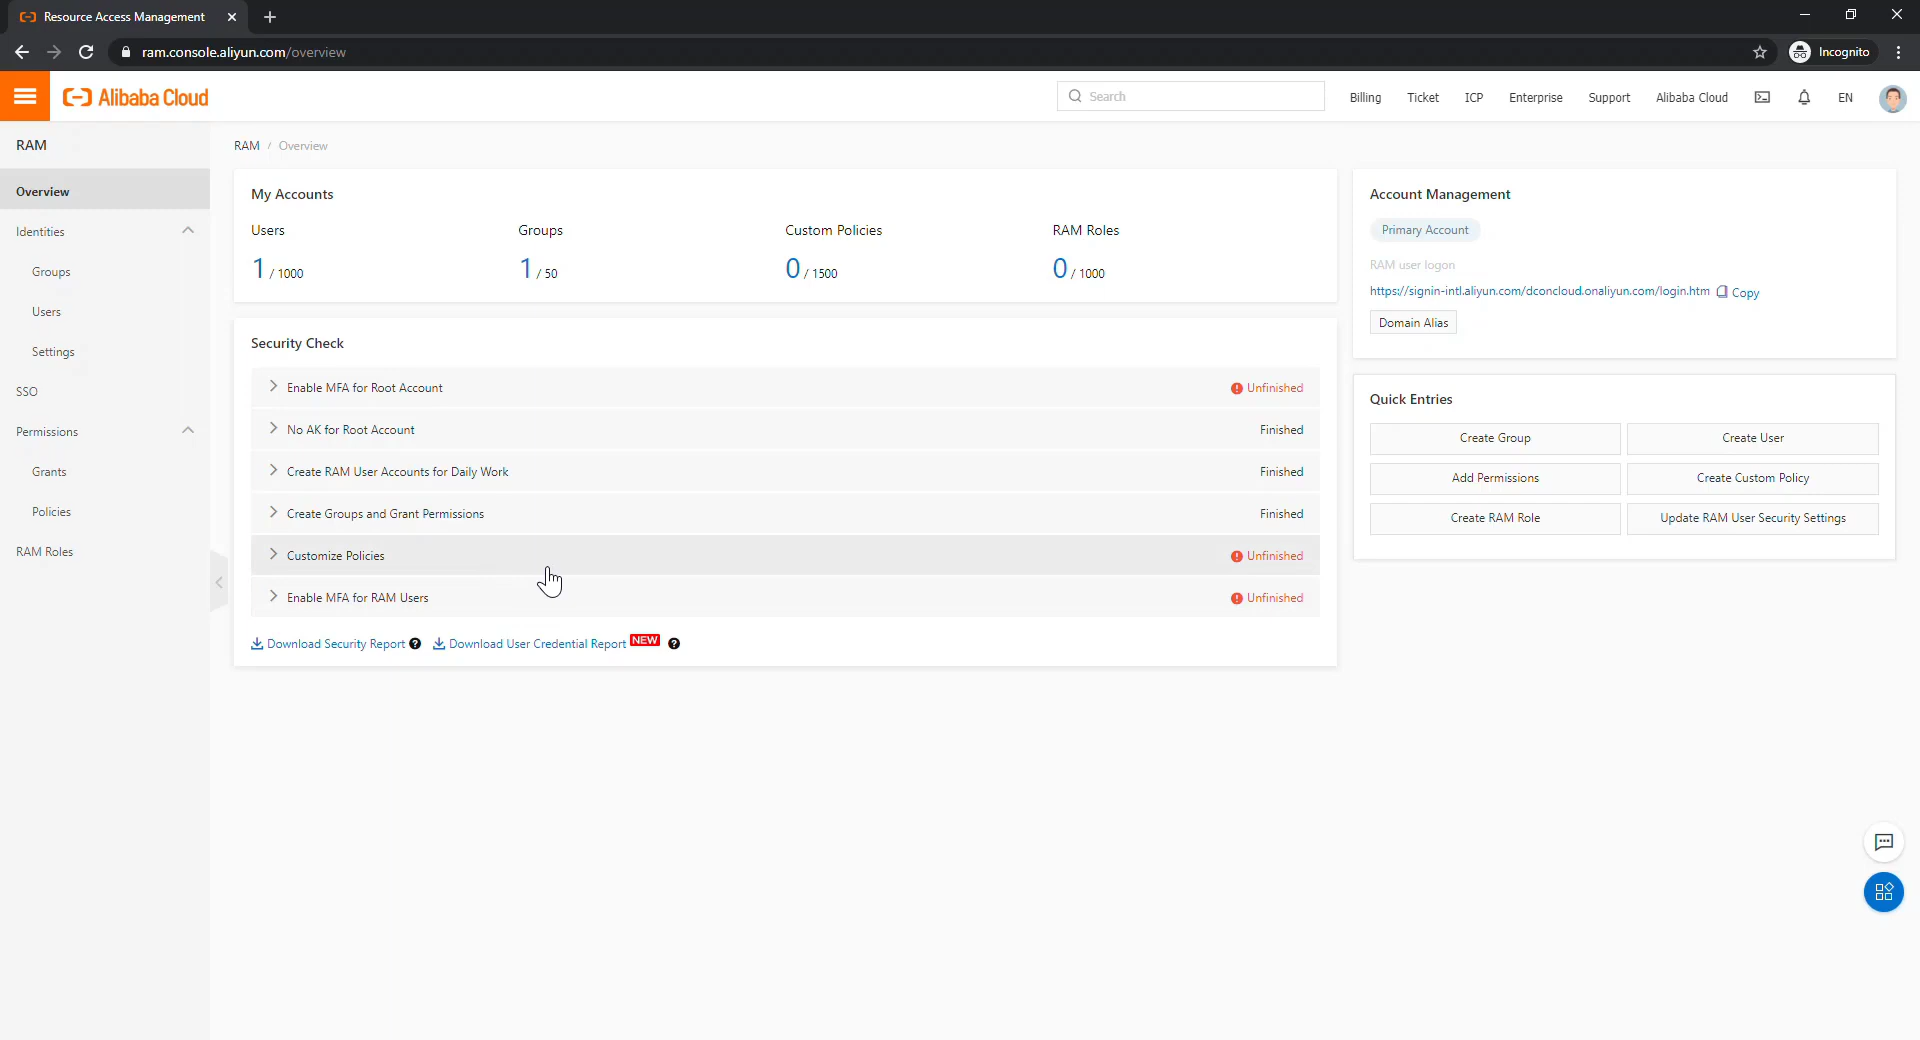 Resource Access Management
ram.console.aliyun.com/overview
Incognito
Alibaba Cloud
Search
Billing
Ticket
ICP
Enterprise
Support
Alibaba Cloud
EN
RAM
Overview
Identities
Groups
Users
Settings
SSO
Permissions
Grants
Policies
RAM Roles
RAM / Overview
My Accounts
Users
Groups
Custom Policies
RAM Roles
1 / 1000
1 / 50
0 / 1500
0 / 1000
Security Check
Enable MFA for Root Account
Unfinished
No AK for Root Account
Finished
Create RAM User Accounts for Daily Work
Finished
Create Groups and Grant Permissions
Finished
Customize Policies
Unfinished
Enable MFA for RAM Users
Unfinished
Download Security Report
Download User Credential Report NEW
Account Management
Primary Account
RAM user logon
https://signin-intl.aliyun.com/dconcloud.onaliyun.com/login.htm Copy
Domain Alias
Quick Entries
Create Group
Create User
Add Permissions
Create Custom Policy
Create RAM Role
Update RAM User Security Settings